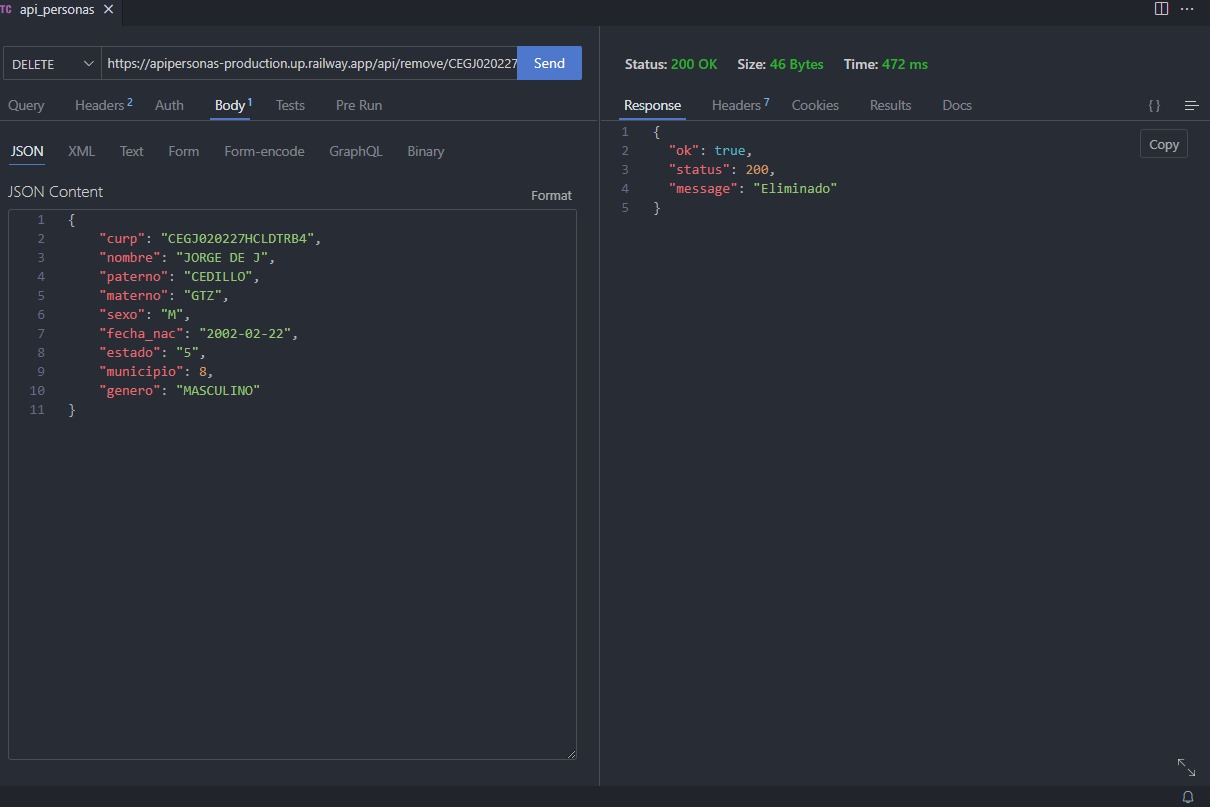 TC api_personas
DELETE https://apipersonas-production.up.railway.app/api/remove/CEGJ020227 Send
Query Headers 2 Auth Body 1 Tests Pre Run
JSON XML Text Form Form-encode GraphQL Binary
JSON Content
Format
1 {
2 "curp": "CEGJ020227HCLDTRB4",
3 "nombre": "JORGE DE J",
4 "paterno": "CEDILLO",
5 "materno": "GTZ",
6 "sexo": "M",
7 "fecha_nac": "2002-02-22",
8 "estado": "5",
9 "municipio": 8,
10 "genero": "MASCULINO"
11 }
Status: 200 OK Size: 46 Bytes Time: 472 ms
Response Headers 7 Cookies Results Docs { }
1 {
2 "ok": true,
3 "status": 200,
4 "message": "Eliminado"
5 }
Copy